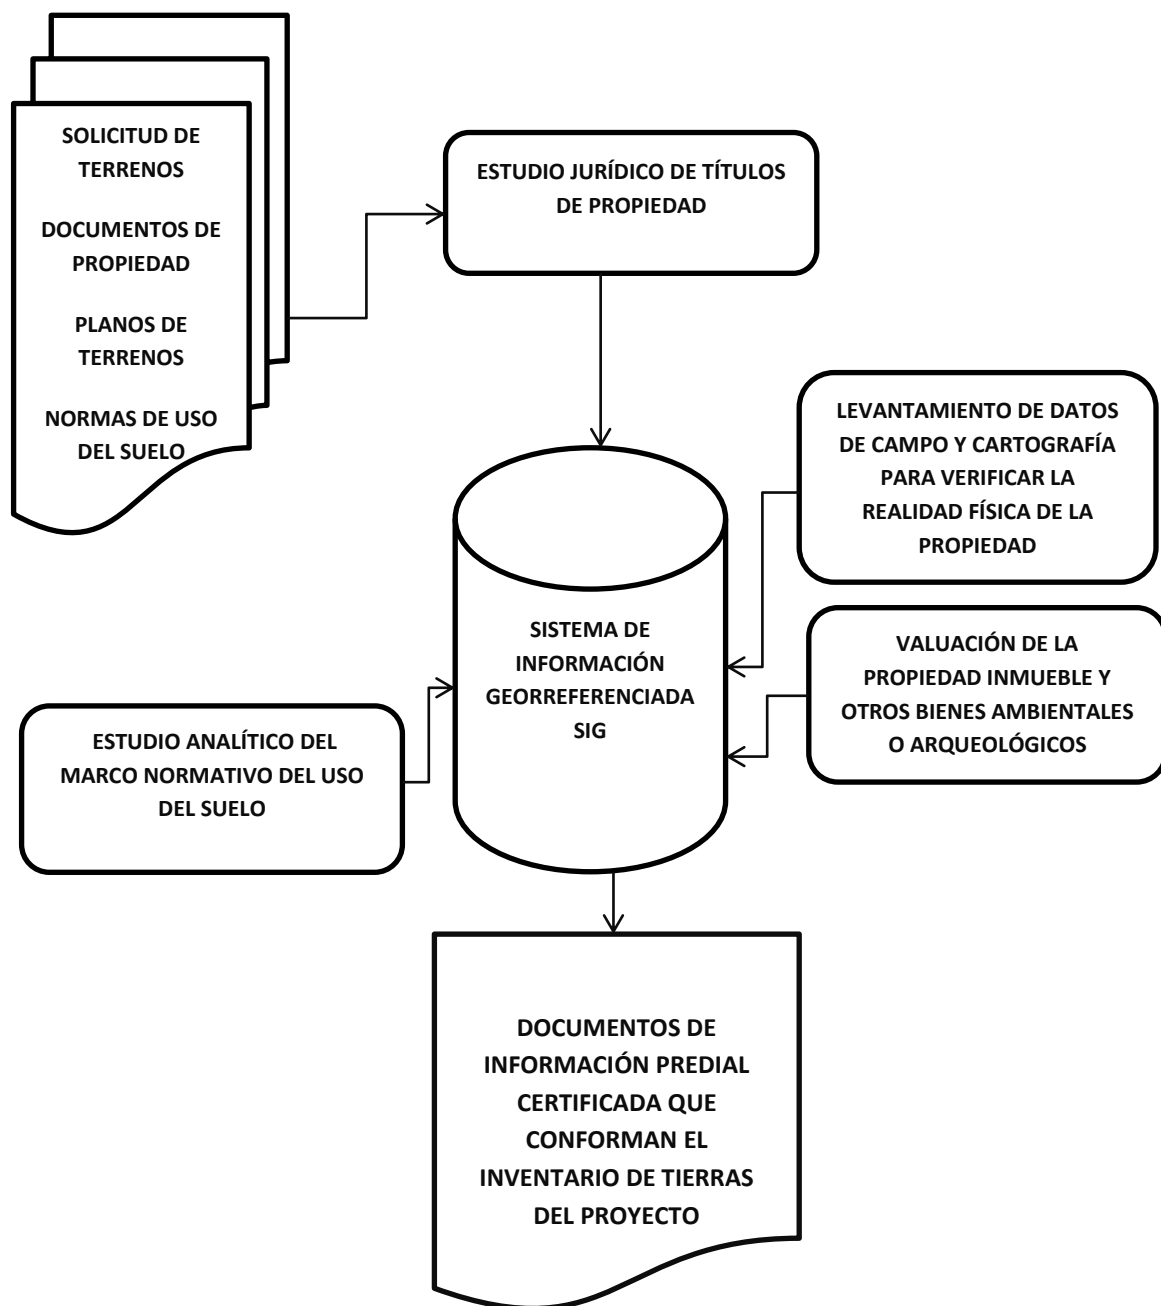 SOLICITUD DE
TERRENOS
DOCUMENTOS DE
PROPIEDAD
PLANOS DE
TERRENOS
NORMAS DE USO
DEL SUELO
ESTUDIO JURÍDICO DE TÍTULOS
DE PROPIEDAD
LEVANTAMIENTO DE DATOS
DE CAMPO Y CARTOGRAFÍA
PARA VERIFICAR LA
REALIDAD FÍSICA DE LA
PROPIEDAD
SISTEMA DE
INFORMACIÓN
GEORREFERENCIADA
SIG
VALUACIÓN DE LA
PROPIEDAD INMUEBLE Y
OTROS BIENES AMBIENTALES
O ARQUEOLÓGICOS
ESTUDIO ANALÍTICO DEL
MARCO NORMATIVO DEL USO
DEL SUELO
DOCUMENTOS DE
INFORMACIÓN PREDIAL
CERTIFICADA QUE
CONFORMAN EL
INVENTARIO DE TIERRAS
DEL PROYECTO